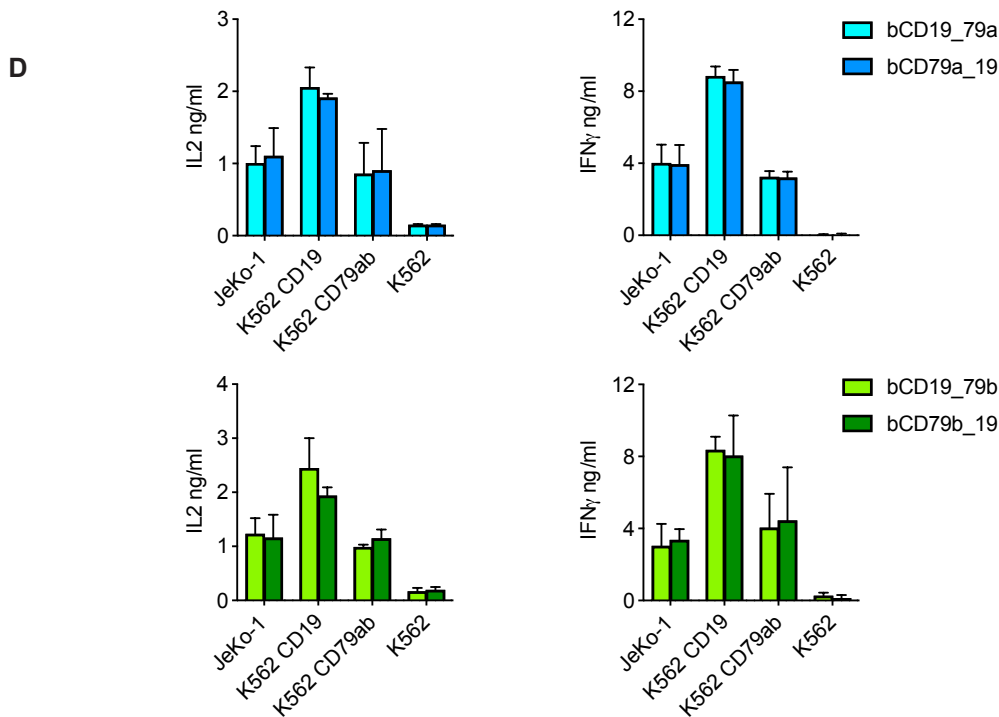 D
IL2 ng/ml
3
2
1
0
JeKo-1
K562 CD19
K562 CD79ab
K562
IFNγ ng/ml
12
8
4
0
JeKo-1
K562 CD19
K562 CD79ab
K562
bCD19_79a
bCD79a_19
IL2 ng/ml
4
3
2
1
0
JeKo-1
K562 CD19
K562 CD79ab
K562
IFNγ ng/ml
12
8
4
0
JeKo-1
K562 CD19
K562 CD79ab
K562
bCD19_79b
bCD79b_19